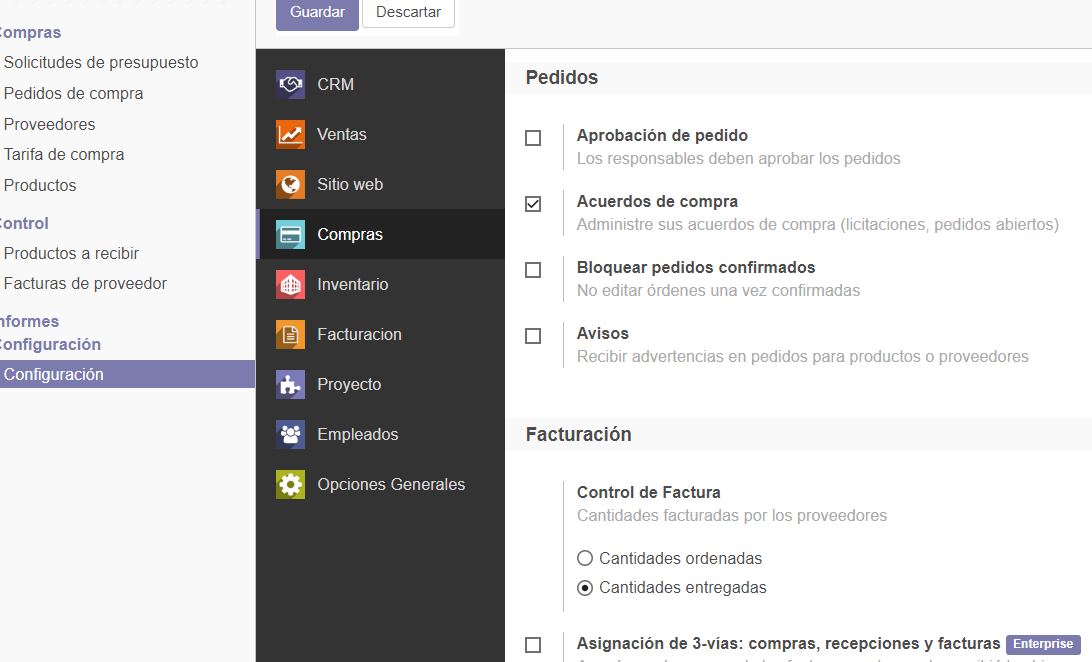 Guardar
Descartar
Compras
Solicitudes de presupuesto
Pedidos de compra
Proveedores
Tarifa de compra
Productos
Control
Productos a recibir
Facturas de proveedor
Informes
Configuración
Configuración
CRM
Ventas
Sitio web
Compras
Inventario
Facturacion
Proyecto
Empleados
Opciones Generales
Pedidos
Aprobación de pedido
Los responsables deben aprobar los pedidos
Acuerdos de compra
Administre sus acuerdos de compra (licitaciones, pedidos abiertos)
Bloquear pedidos confirmados
No editar órdenes una vez confirmadas
Avisos
Recibir advertencias en pedidos para productos o proveedores
Facturación
Control de Factura
Cantidades facturadas por los proveedores
Cantidades ordenadas
Cantidades entregadas
Asignación de 3-vías: compras, recepciones y facturas Enterprise